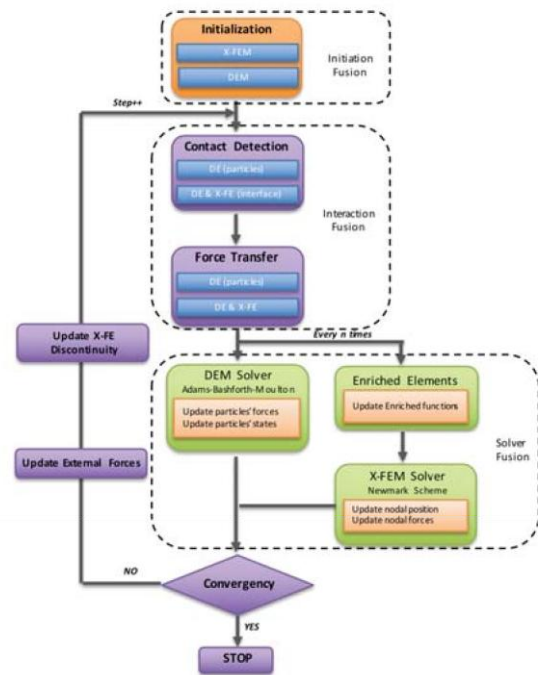 Initialization
X-FEM
DEM
Initiation
Fusion
Step++
Contact Detection
DE (particles)
DE & X-FE (Interface)
Interaction
Fusion
Force Transfer
DE (particles)
DE & X-FE
Every n times
Update X-FE
Discontinuity
DEM Solver
Adams-Bashforth-Moulton
Update particles' forces
Update particles' states
Enriched Elements
Update Enriched functions
Solver
Fusion
Update External Forces
X-FEM Solver
Newmark Scheme
Update nodal position
Update nodal forces
NO
Convergency
YES
STOP